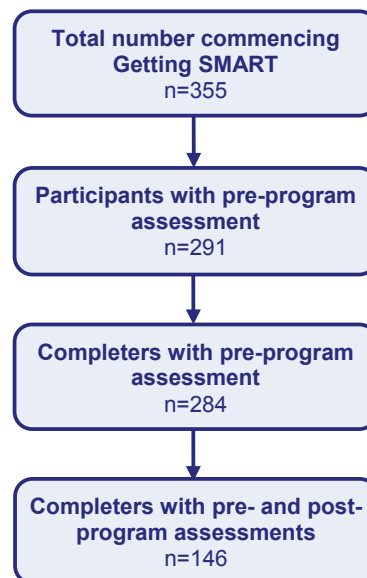 Total number commencing
Getting SMART
n=355
Participants with pre-program
assessment
n=291
Completers with pre-program
assessment
n=284
Completers with pre- and post-
program assessments
n=146